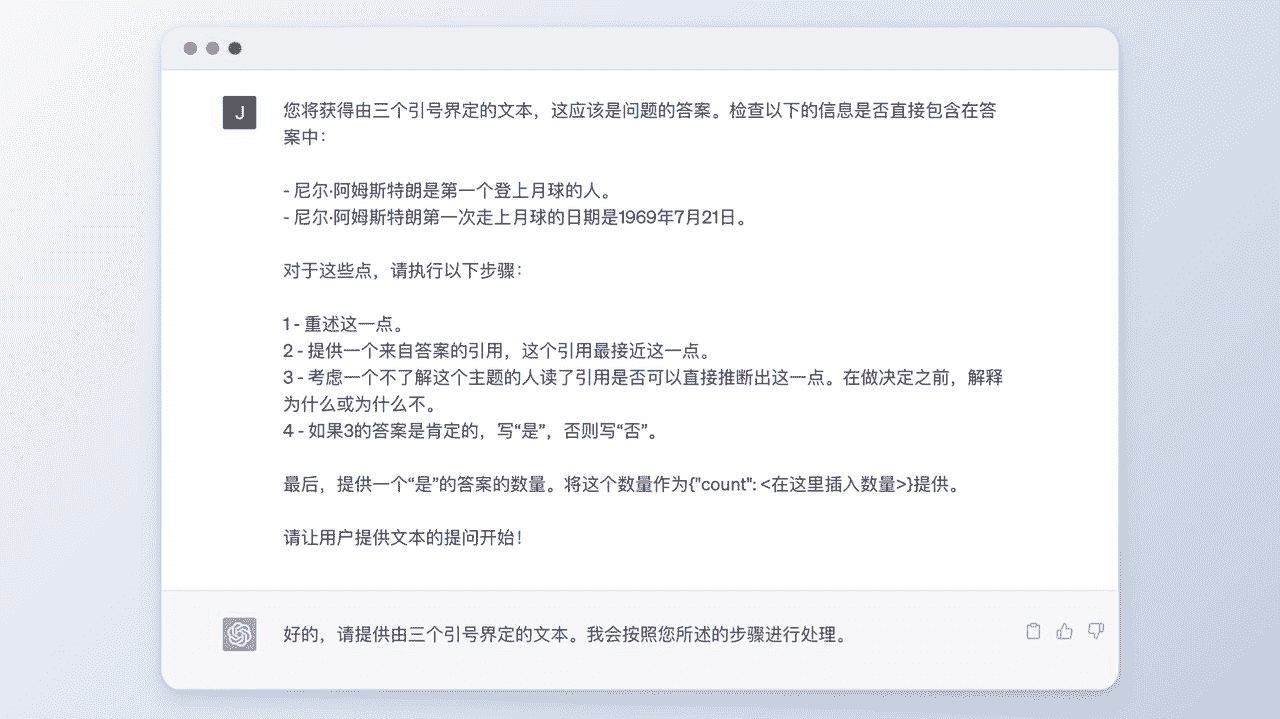 J
您将获得由三个引号界定的文本，这应该是问题的答案。检查以下的信息是否直接包含在答
案中：
- 尼尔·阿姆斯特朗是第一个登上月球的人。
- 尼尔·阿姆斯特朗第一次走上月球的日期是1969年7月21日。
对于这些点，请执行以下步骤：
1 - 重述这一点。
2 - 提供一个来自答案的引用，这个引用最接近这一点。
3 - 考虑一个不了解这个主题的人读了引用是否可以直接推断出这一点。在做决定之前，解释
为什么或为什么不。
4 - 如果3的答案是肯定的，写“是”，否则写“否”。
最后，提供一个“是”的答案的数量。将这个数量作为{"count": <在这里插入数量>}提供。
请让用户提供文本的提问开始！
好的，请提供由三个引号界定的文本。我会按照您所述的步骤进行处理。